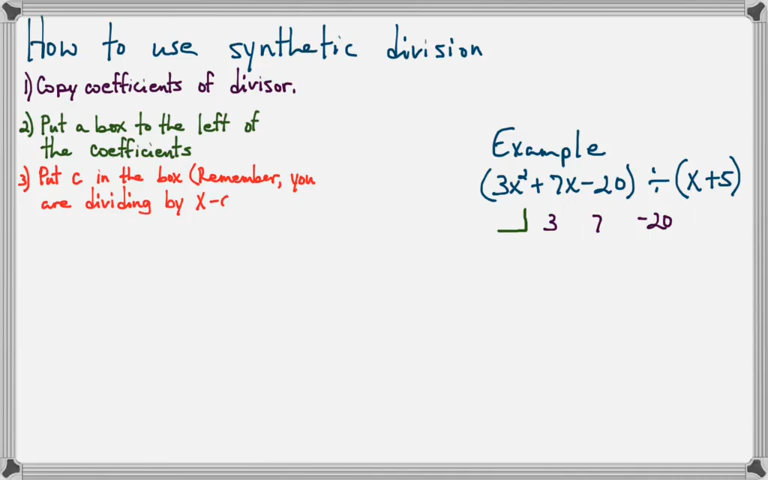 How to use synthetic division
1) Copy coefficients of divisor.
2) Put a box to the left of
the coefficients
3) Put c in the box (Remember, you
are dividing by x-c
Example
(3x²+7x-20) ÷ (x+5)
3 7 -20